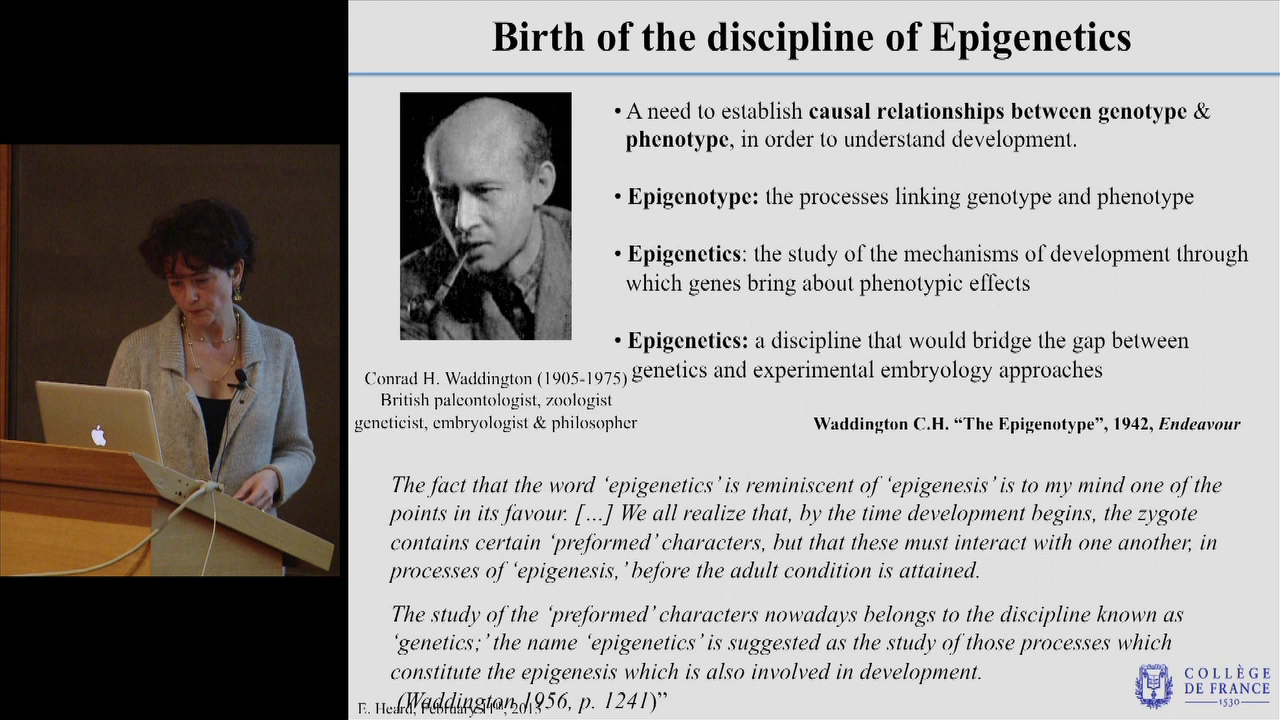 Birth of the discipline of Epigenetics
• A need to establish causal relationships between genotype &
phenotype, in order to understand development.
• Epigenotype: the processes linking genotype and phenotype
• Epigenetics: the study of the mechanisms of development through
which genes bring about phenotypic effects
• Epigenetics: a discipline that would bridge the gap between
genetics and experimental embryology approaches
Conrad H. Waddington (1905-1975)
British paleontologist, zoologist
geneticist, embryologist & philosopher
Waddington C.H. “The Epigenotype”, 1942, Endeavour
The fact that the word ‘epigenetics’ is reminiscent of ‘epigenesis’ is to my mind one of the
points in its favour. […] We all realize that, by the time development begins, the zygote
contains certain ‘preformed’ characters, but that these must interact with one another, in
processes of ‘epigenesis,’ before the adult condition is attained.
The study of the ‘preformed’ characters nowadays belongs to the discipline known as
‘genetics;’ the name ‘epigenetics’ is suggested as the study of those processes which
constitute the epigenesis which is also involved in development.
(Waddington 1956, p. 1241)”
E. Heard, February 11th, 2013
COLLÈGE
DE FRANCE
1530